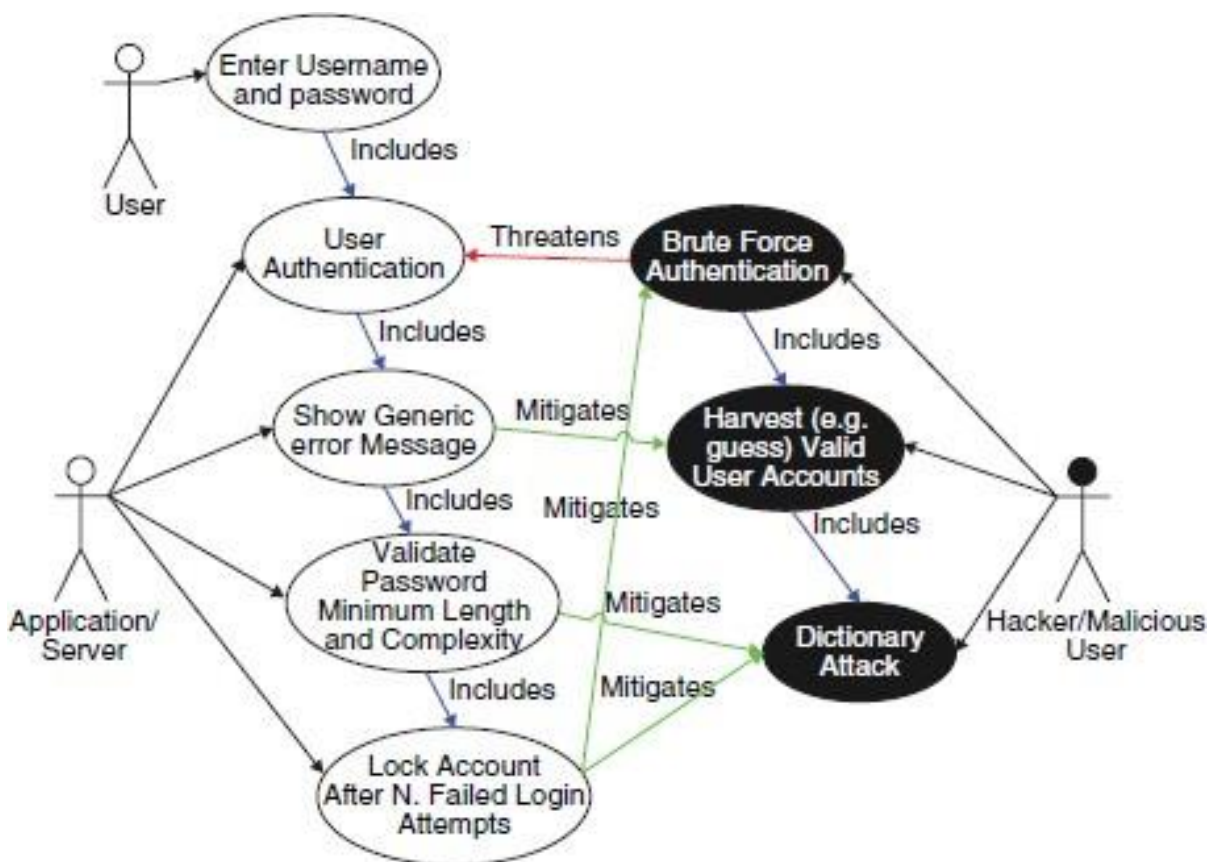 Enter Username
and password
Includes
User
User
Authentication
Threatens
Brute Force
Authentication
Includes
Includes
Show Generic
error Message
Mitigates
Harvest (e.g.
guess) Valid
User Accounts
Includes
Mitigates
Includes
Validate
Password
Minimum Length
and Complexity
Mitigates
Application/
Server
Dictionary
Attack
Hacker/Malicious
User
Includes
Mitigates
Lock Account
After N. Failed Login
Attempts